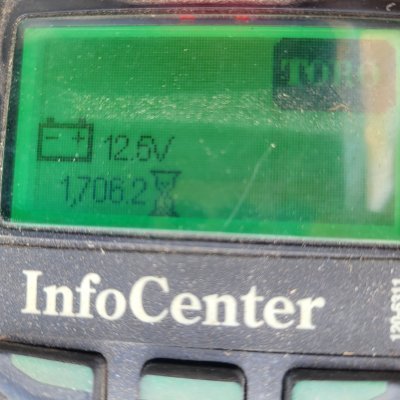 TORO
12.6V
1,706.2
InfoCenter